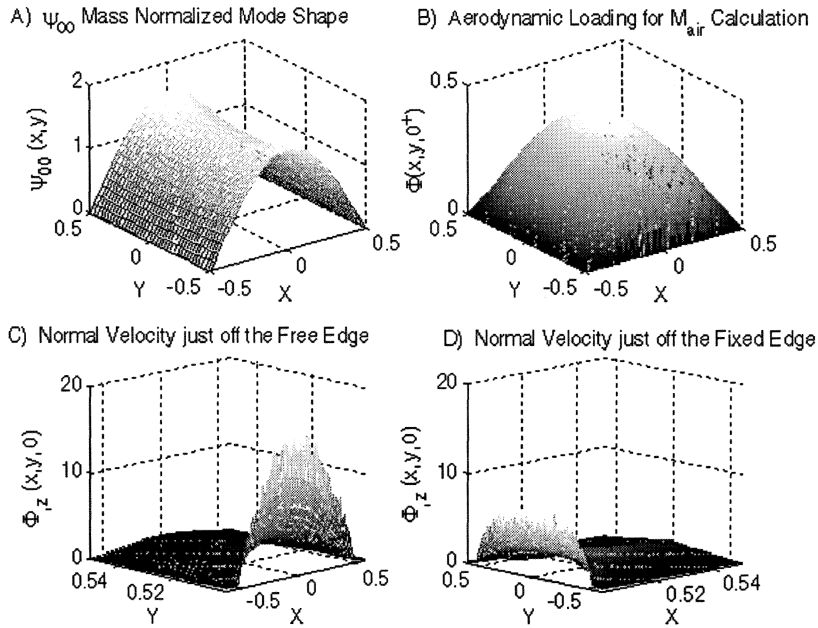 A) Ψ00 Mass Normalized Mode Shape
2
1
0
Ψ00 (x,y)
0.5
0
-0.5
Y
-0.5
0
0.5
X
B) Aerodynamic Loading for Mair Calculation
0.5
0
Φ(x,y,0+)
0.5
0
-0.5
Y
-0.5
0
0.5
X
C) Normal Velocity just off the Free Edge
20
10
0
Φ,z (x,y,0)
0.54
0.52
Y
-0.5
0
0.5
X
D) Normal Velocity just off the Fixed Edge
20
10
0
Φ,z (x,y,0)
0.5
0
-0.5
Y
0.52
0.54
X